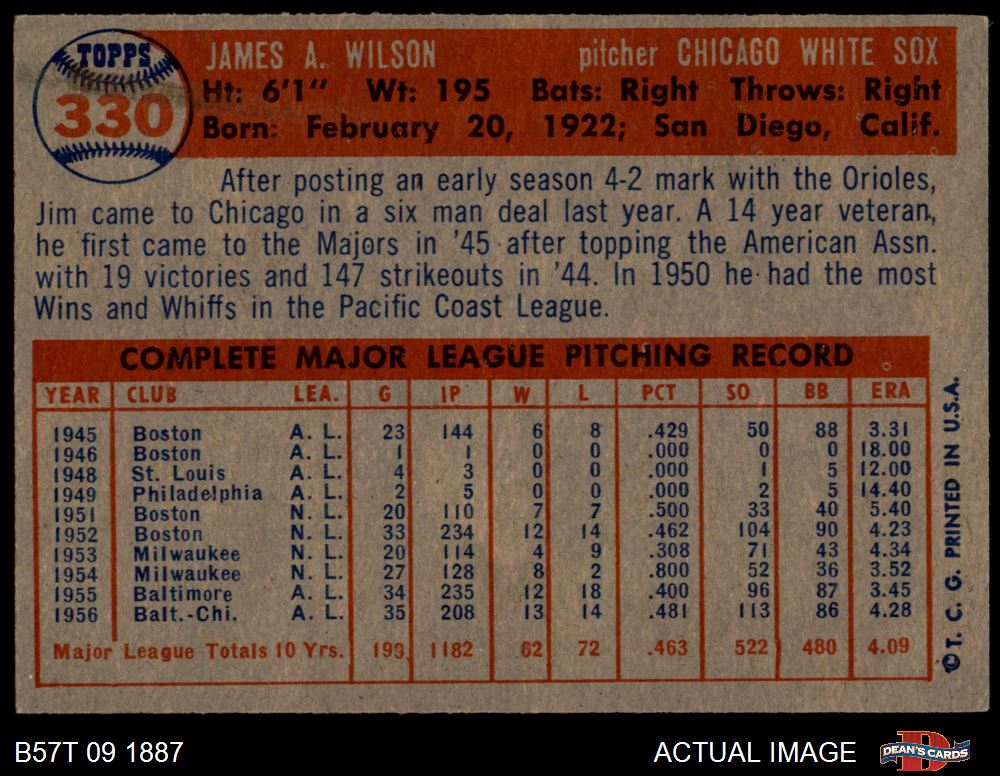 TOPPS
330
JAMES A. WILSON pitcher CHICAGO WHITE SOX
Ht: 6'1" Wt: 195 Bats: Right Throws: Right
Born: February 20, 1922; San Diego, Calif.
After posting an early season 4-2 mark with the Orioles,
Jim came to Chicago in a six man deal last year. A 14 year veteran,
he first came to the Majors in '45 after topping the American Assn.
with 19 victories and 147 strikeouts in '44. In 1950 he had the most
Wins and Whiffs in the Pacific Coast League.
COMPLETE MAJOR LEAGUE PITCHING RECORD
YEAR CLUB LEA. G IP W L PCT SO BB ERA
1945 Boston A. L. 23 144 6 8 .429 50 88 3.31
1946 Boston A. L. 1 1 0 0 .000 0 0 18.00
1948 St. Louis A. L. 4 3 0 0 .000 1 5 12.00
1949 Philadelphia A. L. 2 5 0 0 .000 2 5 14.40
1951 Boston N. L. 20 110 7 7 .500 33 40 5.40
1952 Boston N. L. 33 234 12 14 .462 104 90 4.23
1953 Milwaukee N. L. 20 114 4 9 .308 71 43 4.34
1954 Milwaukee N. L. 27 128 8 2 .800 52 36 3.52
1955 Baltimore A. L. 34 235 12 18 .400 96 87 3.45
1956 Balt.-Chi. A. L. 35 208 13 14 .481 113 86 4.28
Major League Totals 10 Yrs. 199 1182 62 72 .463 522 480 4.09
© T. C. G. PRINTED IN U.S.A.
B57T 09 1887 ACTUAL IMAGE DEAN'S CARDS